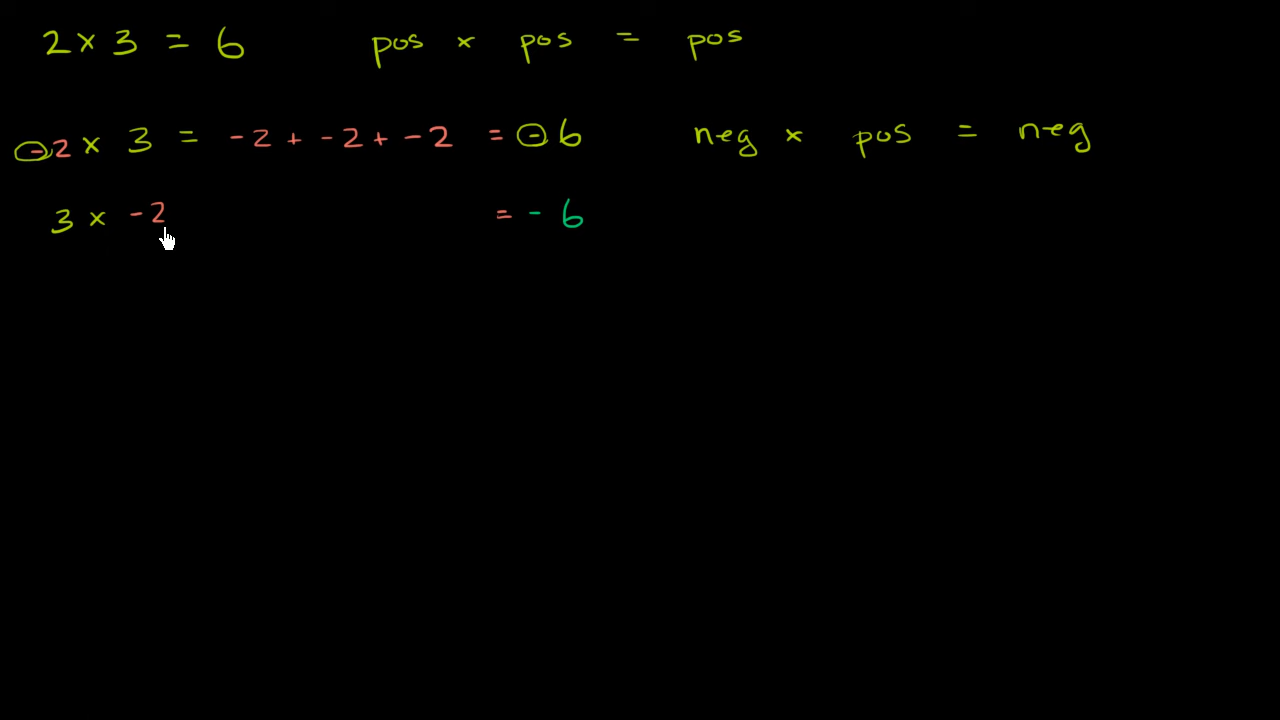 2 × 3 = 6 pos × pos = pos
-2 × 3 = -2 + -2 + -2 = -6 neg × pos = neg
3 × -2 = -6